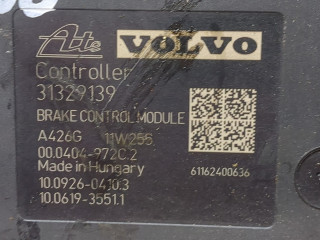 Ate VOLVO
Controller
31329139
BRAKE CONTROL MODULE
A426G 11W256
00.0404-972C.2
Made in Hungary 61162400636
10.0926-0410.3
10.0619-3551.1